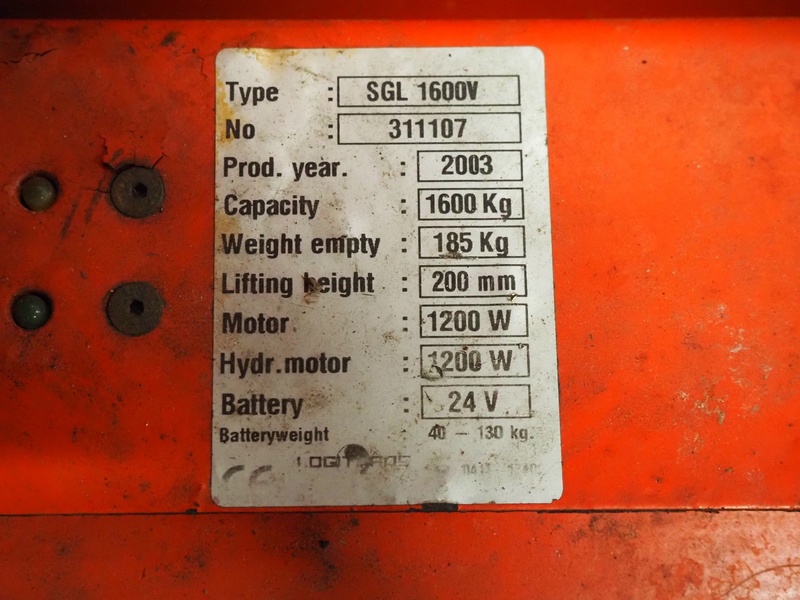 Type : SGL 1600V
No : 311107
Prod. year. : 2003
Capacity : 1600 Kg
Weight empty : 185 Kg
Lifting height : 200 mm
Motor : 1200 W
Hydr.motor : 1200 W
Battery : 24 V
Batteryweight 40 – 130 kg.
CE